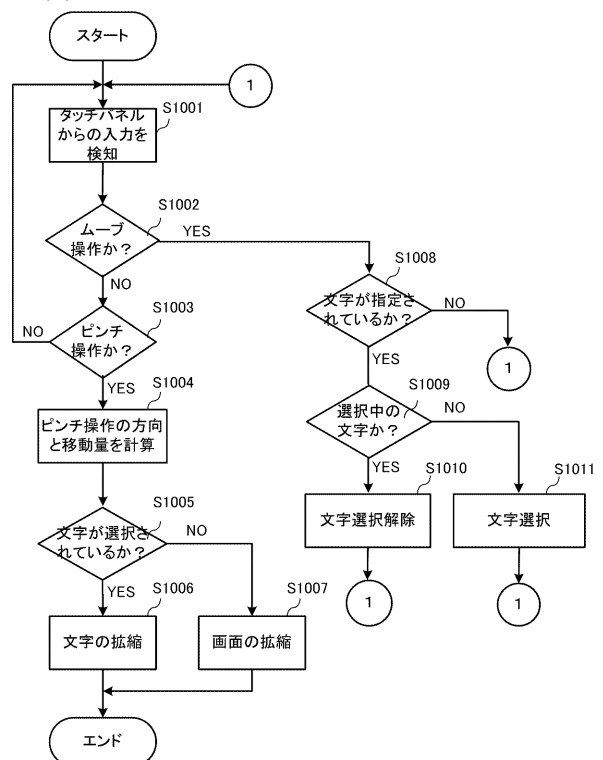 スタート
1
S1001
タッチパネル
からの入力を
検知
S1002
ムーブ
操作か？
YES
NO
S1003
ピンチ
操作か？
NO
YES
S1004
ピンチ操作の方向
と移動量を計算
S1005
文字が選択さ
れているか？
NO
YES
S1006
文字の拡縮
S1007
画面の拡縮
エンド
S1008
文字が指定さ
れているか？
NO
1
YES
S1009
選択中の
文字か？
NO
YES
S1010
文字選択解除
1
S1011
文字選択
1